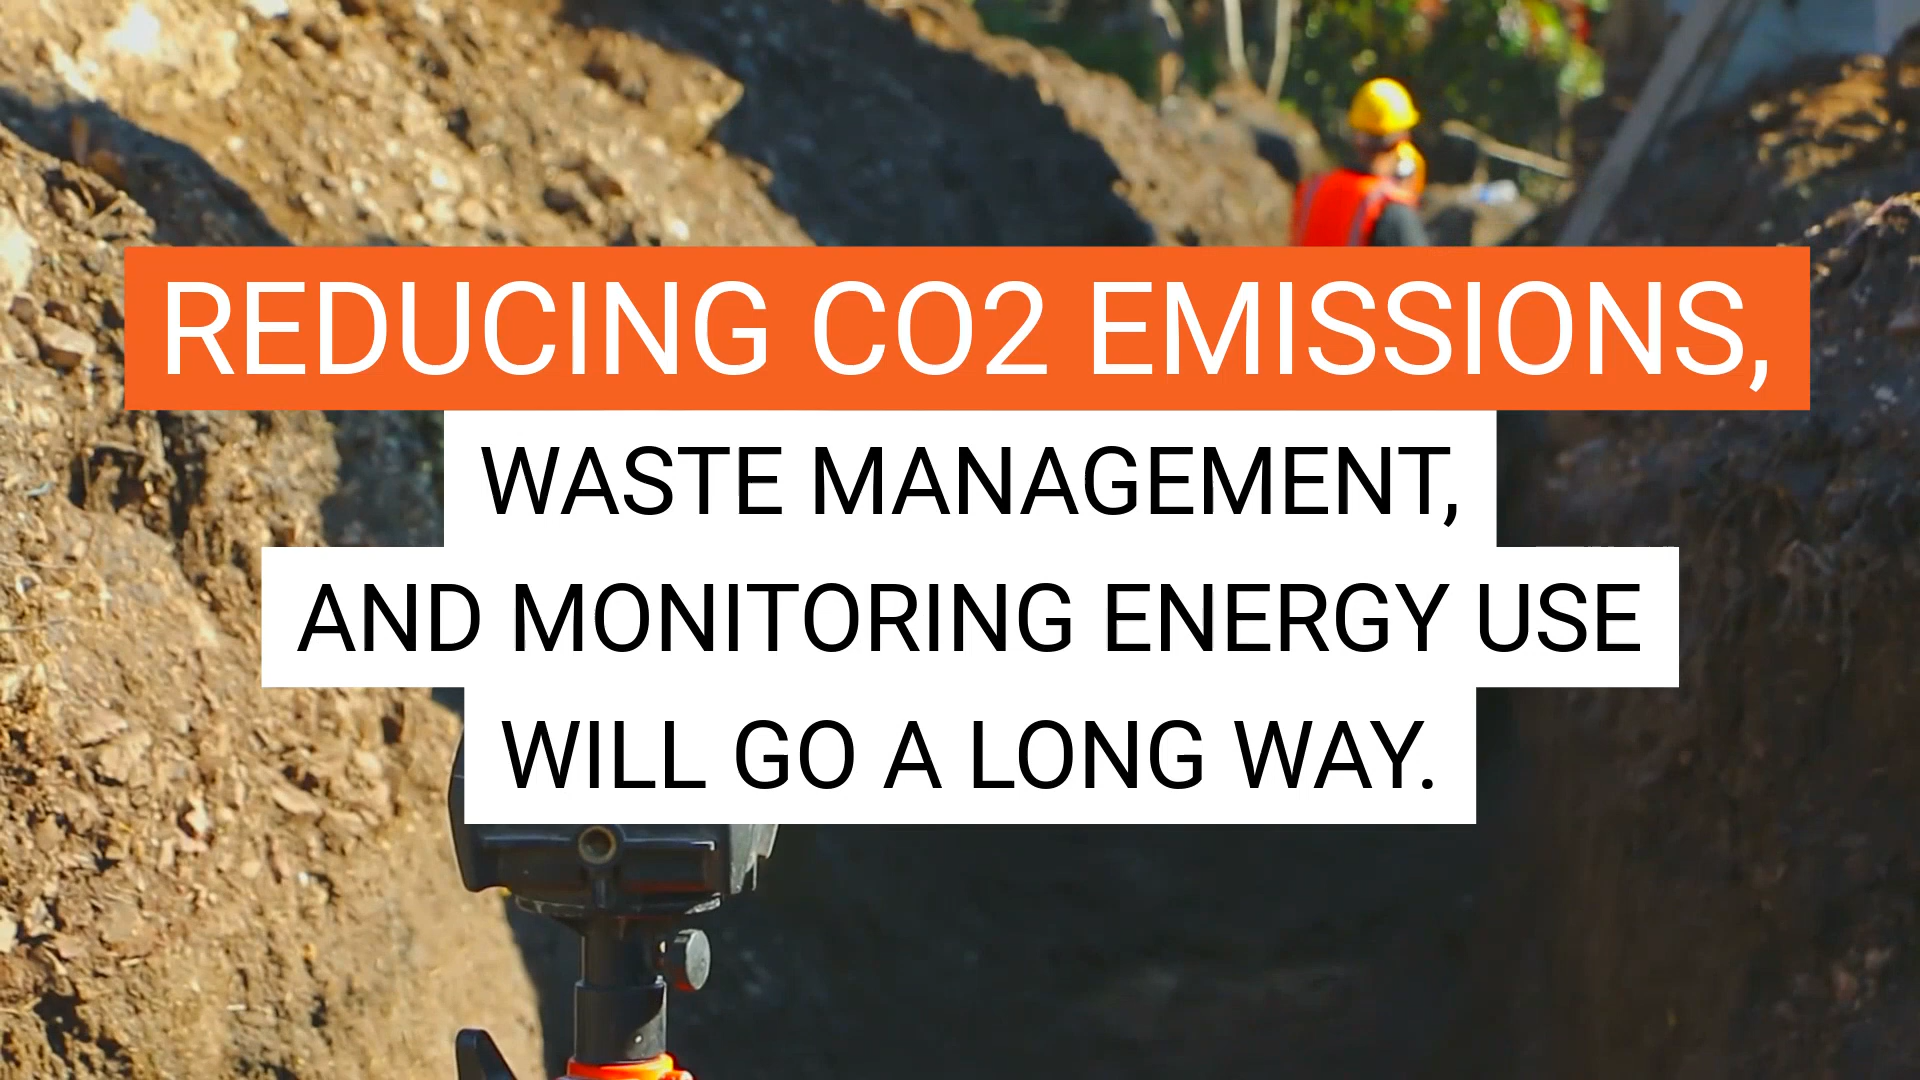 REDUCING CO2 EMISSIONS,
WASTE MANAGEMENT,
AND MONITORING ENERGY USE
WILL GO A LONG WAY.